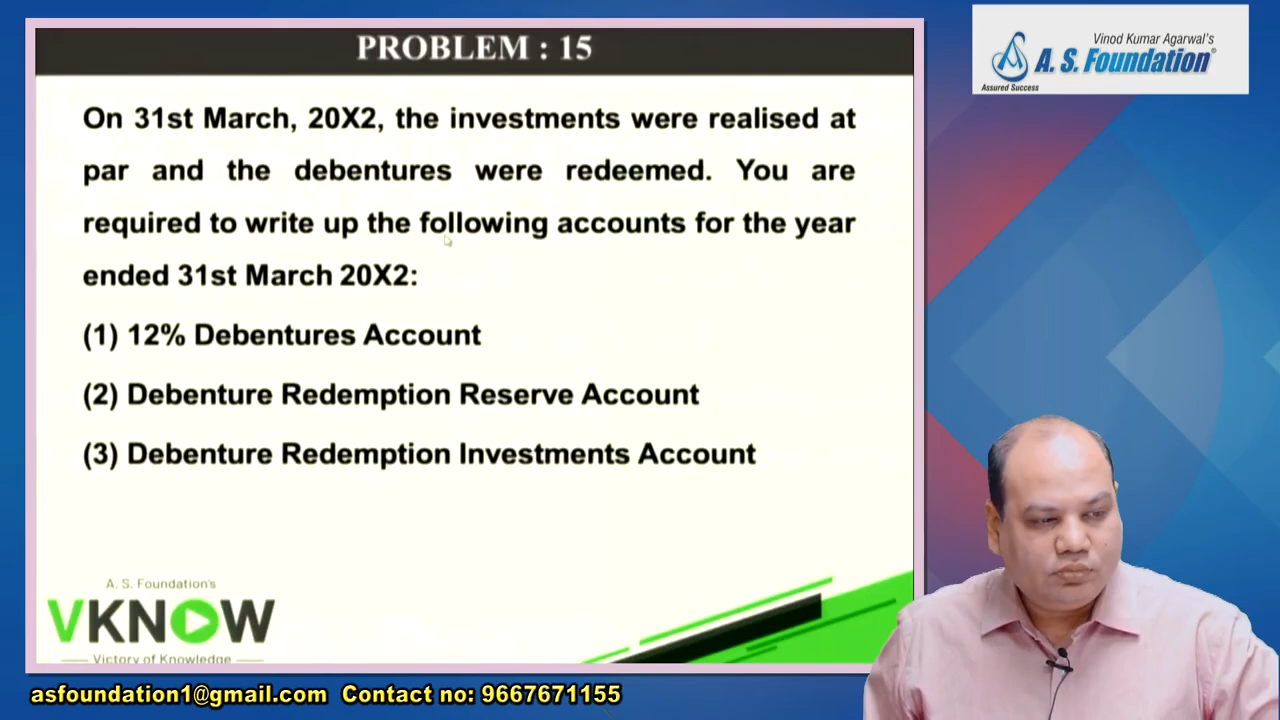 PROBLEM : 15
Vinod Kumar Agarwal's
A. S. Foundation®
Assured Success
On 31st March, 20X2, the investments were realised at
par and the debentures were redeemed. You are
required to write up the following accounts for the year
ended 31st March 20X2:
(1) 12% Debentures Account
(2) Debenture Redemption Reserve Account
(3) Debenture Redemption Investments Account
A. S. Foundation's
VKNOW
Victory of Knowledge
asfoundation1@gmail.com Contact no: 9667671155